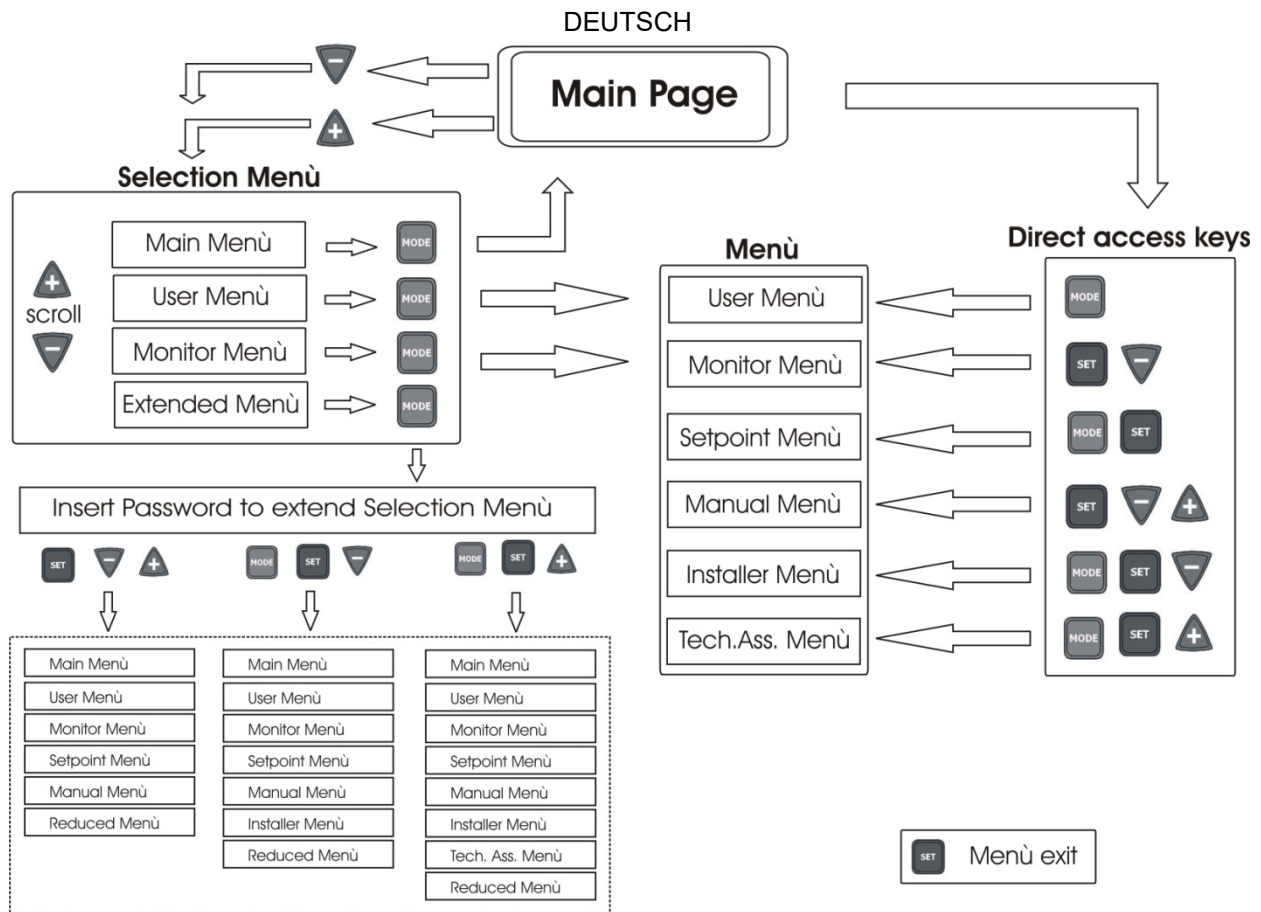 DEUTSCH
Main Page
-
+
Selection Menù
+
scroll
-
Main Menù
MODE
User Menù
MODE
Monitor Menù
MODE
Extended Menù
MODE
Insert Password to extend Selection Menù
SET - +
MODE SET -
MODE SET +
Main Menù
User Menù
Monitor Menù
Setpoint Menù
Manual Menù
Reduced Menù
Main Menù
User Menù
Monitor Menù
Setpoint Menù
Manual Menù
Installer Menù
Reduced Menù
Main Menù
User Menù
Monitor Menù
Setpoint Menù
Manual Menù
Installer Menù
Tech. Ass. Menù
Reduced Menù
Menù
User Menù
Monitor Menù
Setpoint Menù
Manual Menù
Installer Menù
Tech.Ass. Menù
Direct access keys
MODE
SET -
MODE SET
SET - +
MODE SET -
MODE SET +
SET Menù exit